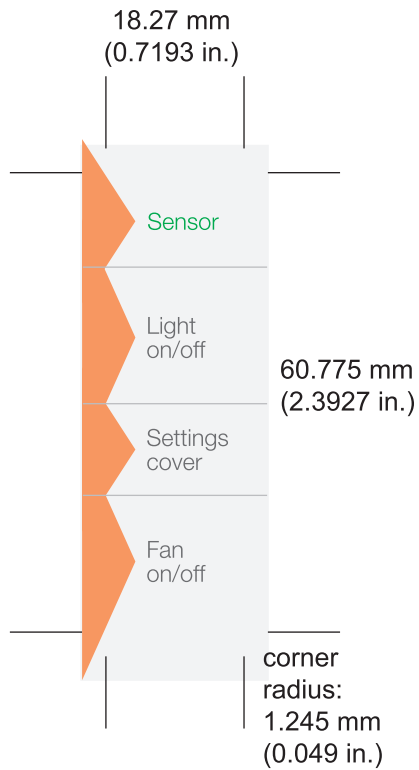 18.27 mm
(0.7193 in.)
Sensor
Light
on/off
60.775 mm
(2.3927 in.)
Settings
cover
Fan
on/off
corner
radius:
1.245 mm
(0.049 in.)